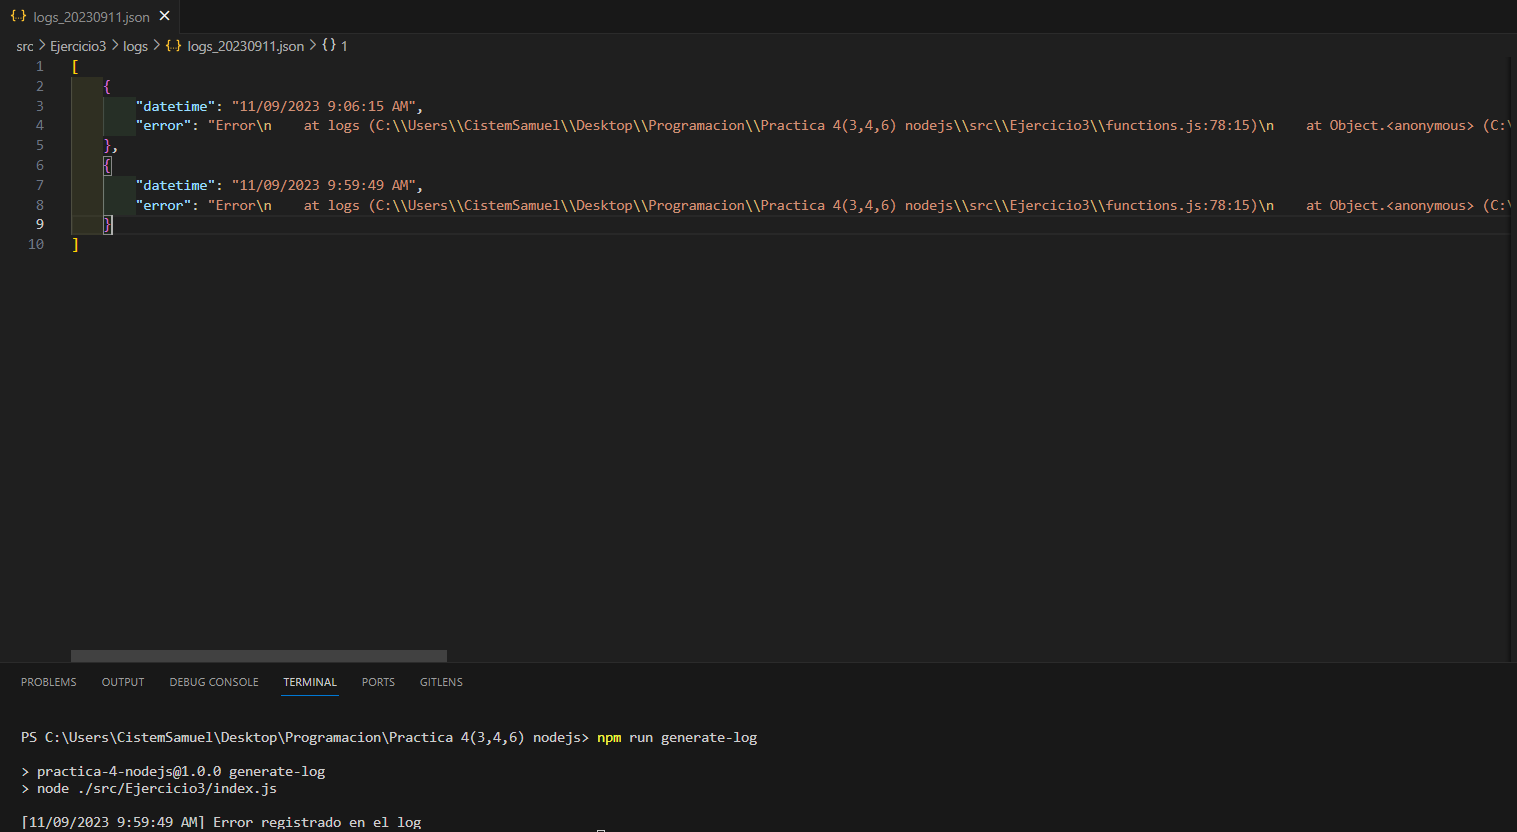 {..} logs_20230911.json ✕
src > Ejercicio3 > logs > {..} logs_20230911.json > {} 1
1 [
2 {
3 "datetime": "11/09/2023 9:06:15 AM",
4 "error": "Error\n    at logs (C:\\Users\\CistemSamuel\\Desktop\\Programacion\\Practica 4(3,4,6) nodejs\\src\\Ejercicio3\\functions.js:78:15)\n    at Object.<anonymous> (C:\
5 },
6 {
7 "datetime": "11/09/2023 9:59:49 AM",
8 "error": "Error\n    at logs (C:\\Users\\CistemSamuel\\Desktop\\Programacion\\Practica 4(3,4,6) nodejs\\src\\Ejercicio3\\functions.js:78:15)\n    at Object.<anonymous> (C:\
9 }
10 ]
PROBLEMS OUTPUT DEBUG CONSOLE TERMINAL PORTS GITLENS
PS C:\Users\CistemSamuel\Desktop\Programacion\Practica 4(3,4,6) nodejs> npm run generate-log
> practica-4-nodejs@1.0.0 generate-log
> node ./src/Ejercicio3/index.js
[11/09/2023 9:59:49 AM] Error registrado en el log